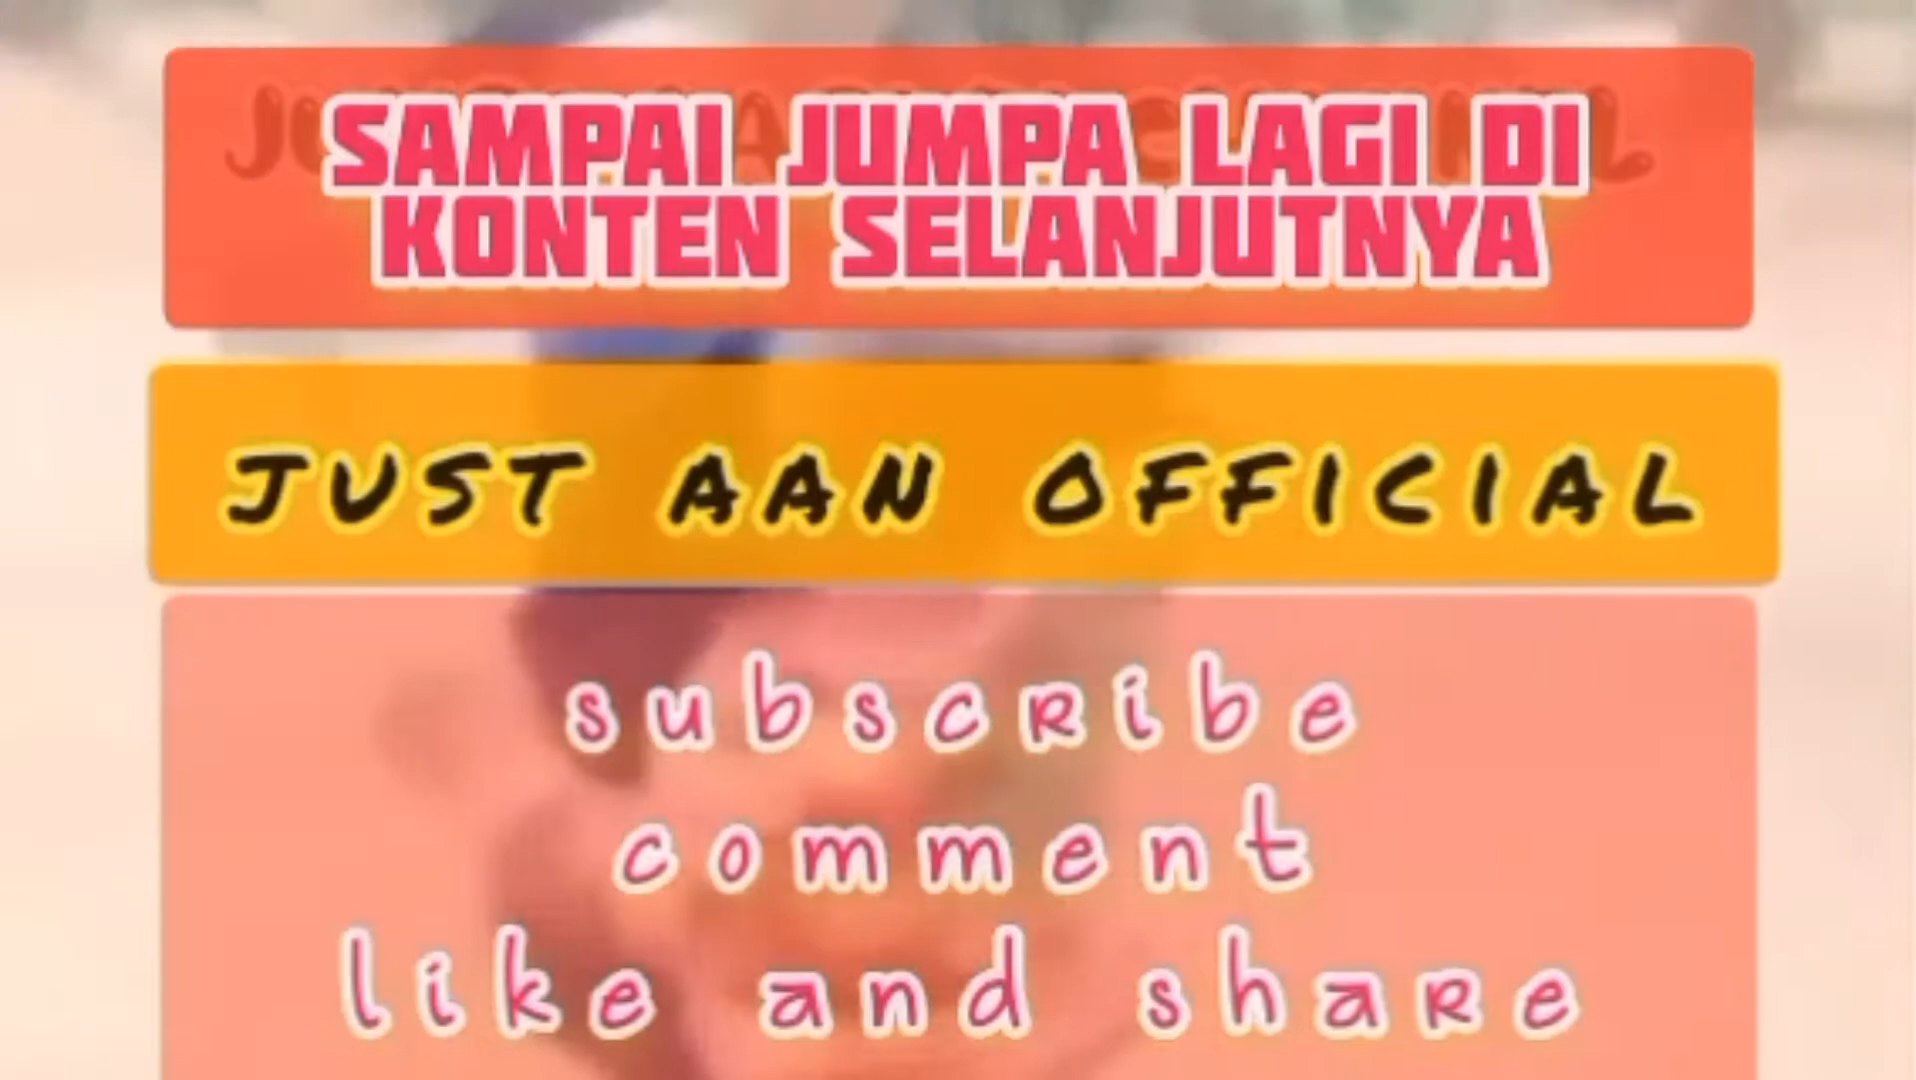 SAMPAI JUMPA LAGI DI
KONTEN SELANJUTNYA
JUST AAN OFFICIAL
subscribe
comment
like and share